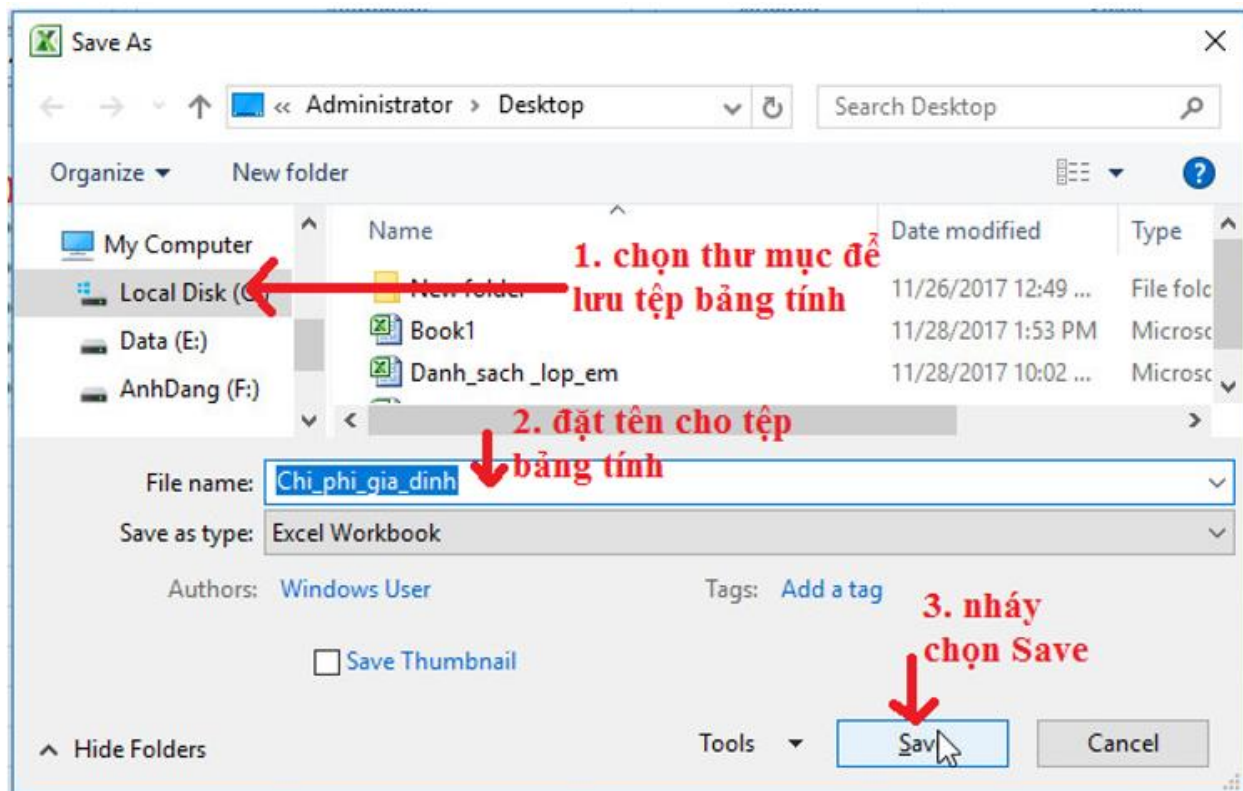 Save As
« Administrator > Desktop
Search Desktop
Organize
New folder
Name
Date modified
Type
My Computer
Local Disk (
Data (E:)
AnhDang (F:)
1. chọn thư mục để
lưu tệp bảng tính
New folder
11/26/2017 12:49 ...
File folc
Book1
11/28/2017 1:53 PM
Microsc
Danh_sach _lop_em
11/28/2017 10:02 ...
Microsc
2. đặt tên cho tệp
bảng tính
File name:
Chi_phi_gia_dinh
Save as type:
Excel Workbook
Authors:
Windows User
Tags:
Add a tag
Save Thumbnail
3. nháy
chọn Save
Hide Folders
Tools
Sav
Cancel